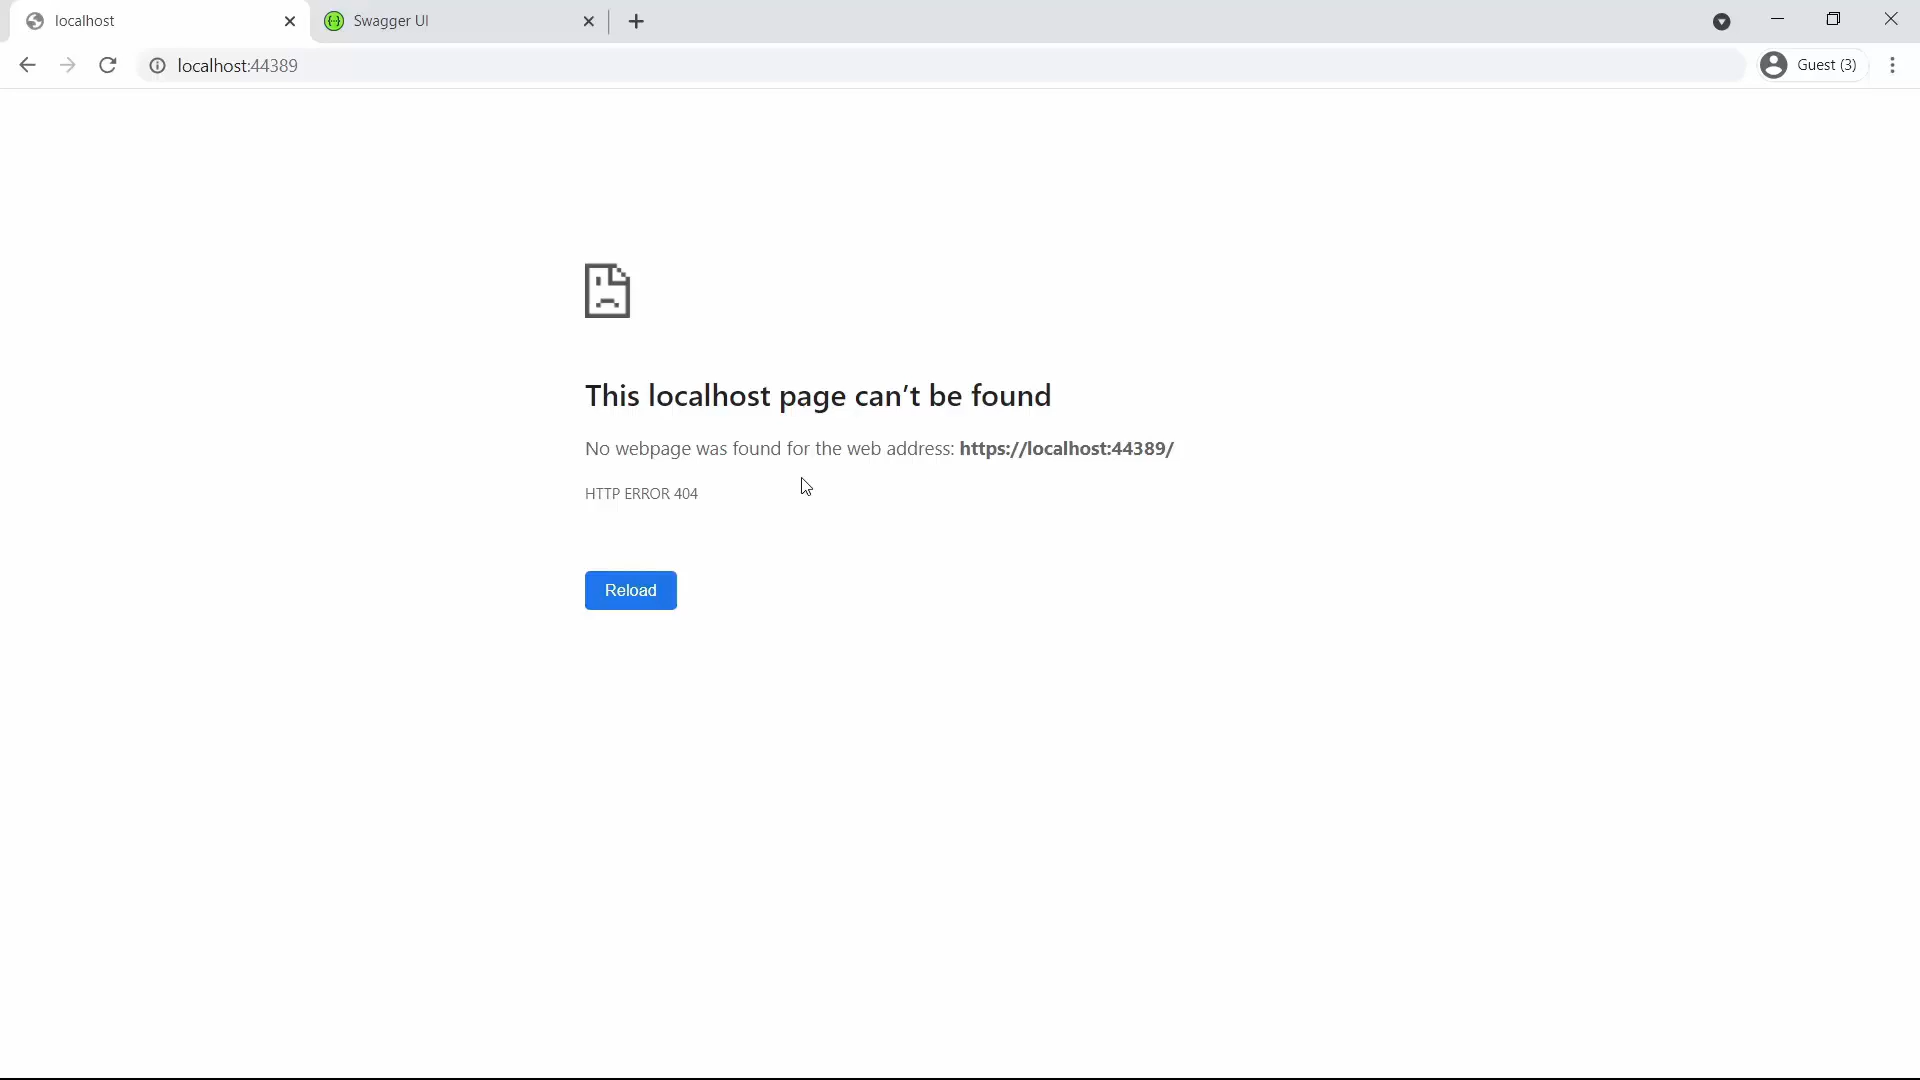 localhost
Swagger UI
localhost:44389
Guest (3)
This localhost page can't be found
No webpage was found for the web address: https://localhost:44389/
HTTP ERROR 404
Reload